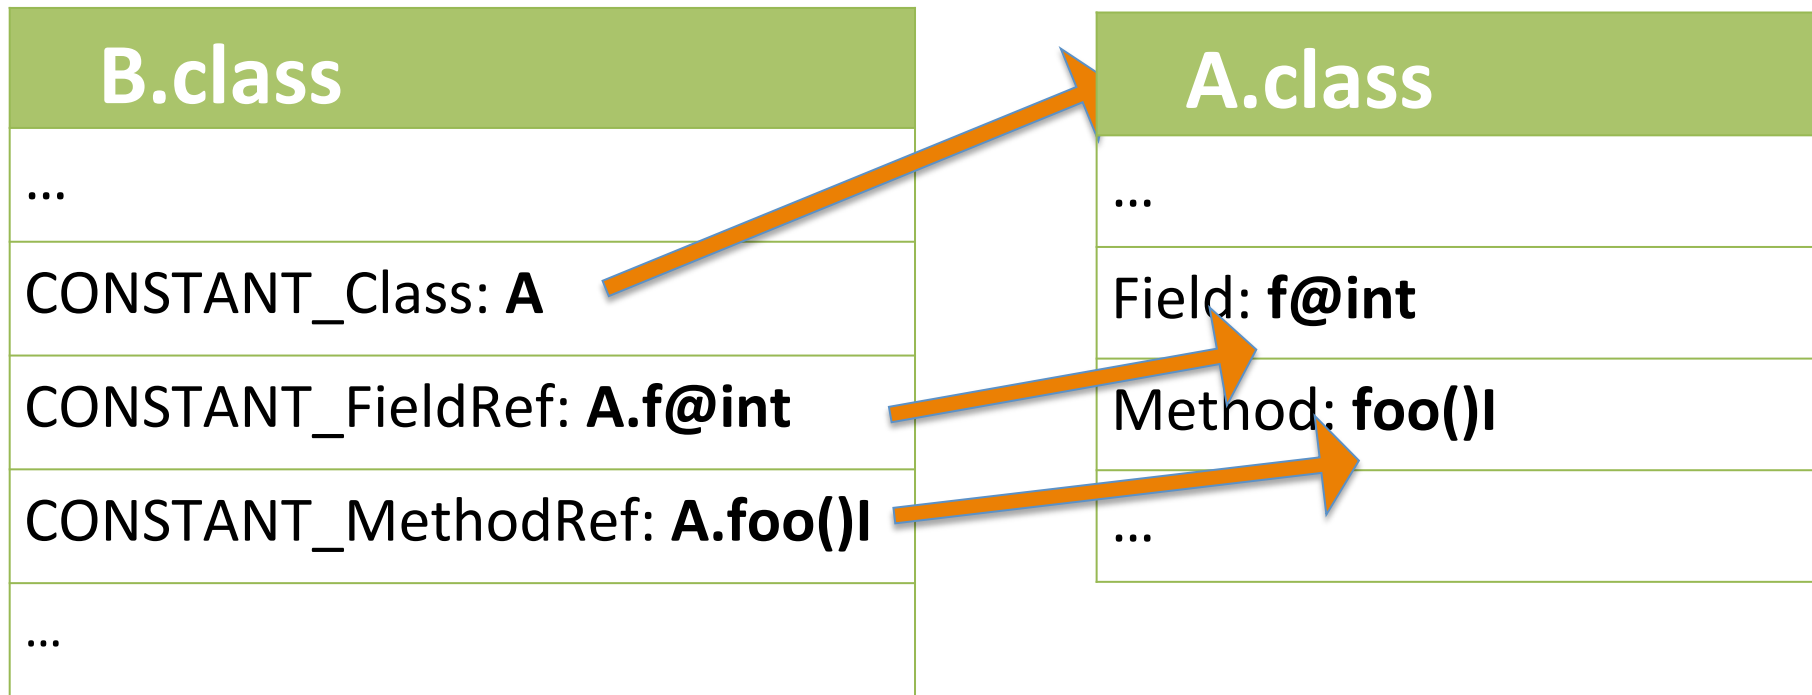 B.class
…
CONSTANT_Class: A
CONSTANT_FieldRef: A.f@int
CONSTANT_MethodRef: A.foo()I
…
A.class
…
Field: f@int
Method: foo()I
…